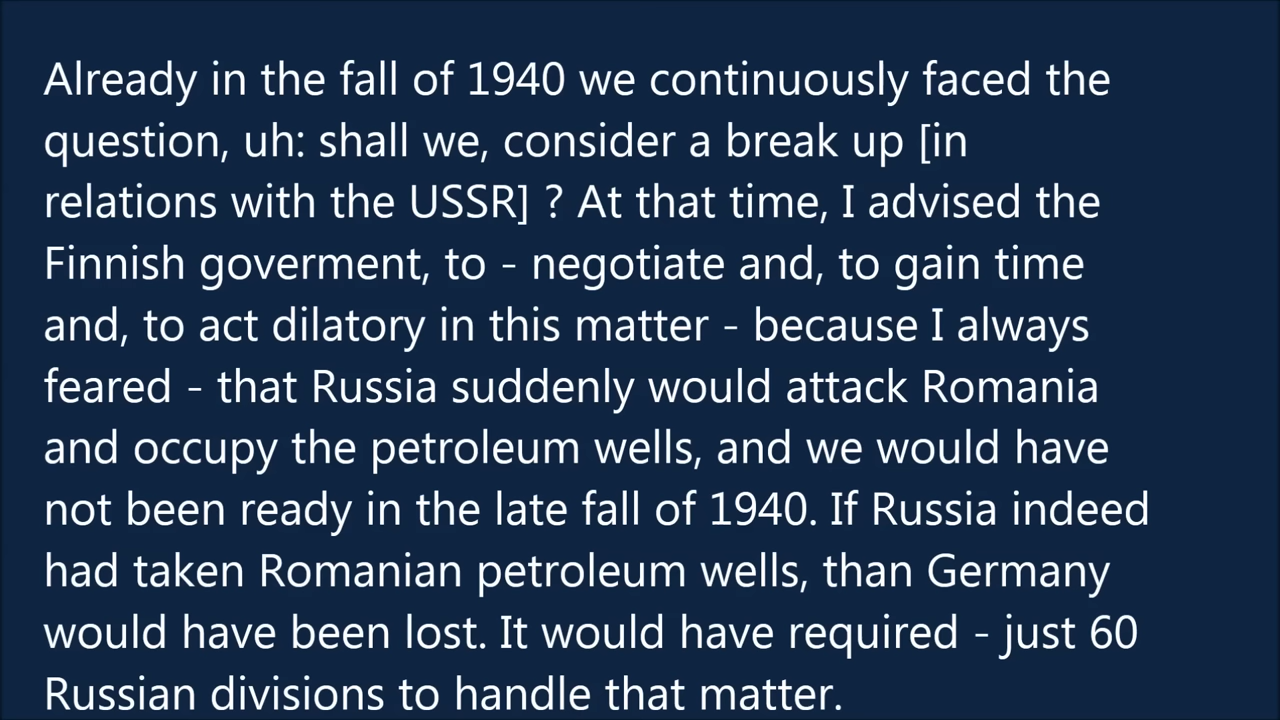 Already in the fall of 1940 we continuously faced the
question, uh: shall we, consider a break up [in
relations with the USSR] ? At that time, I advised the
Finnish goverment, to - negotiate and, to gain time
and, to act dilatory in this matter - because I always
feared - that Russia suddenly would attack Romania
and occupy the petroleum wells, and we would have
not been ready in the late fall of 1940. If Russia indeed
had taken Romanian petroleum wells, than Germany
would have been lost. It would have required - just 60
Russian divisions to handle that matter.